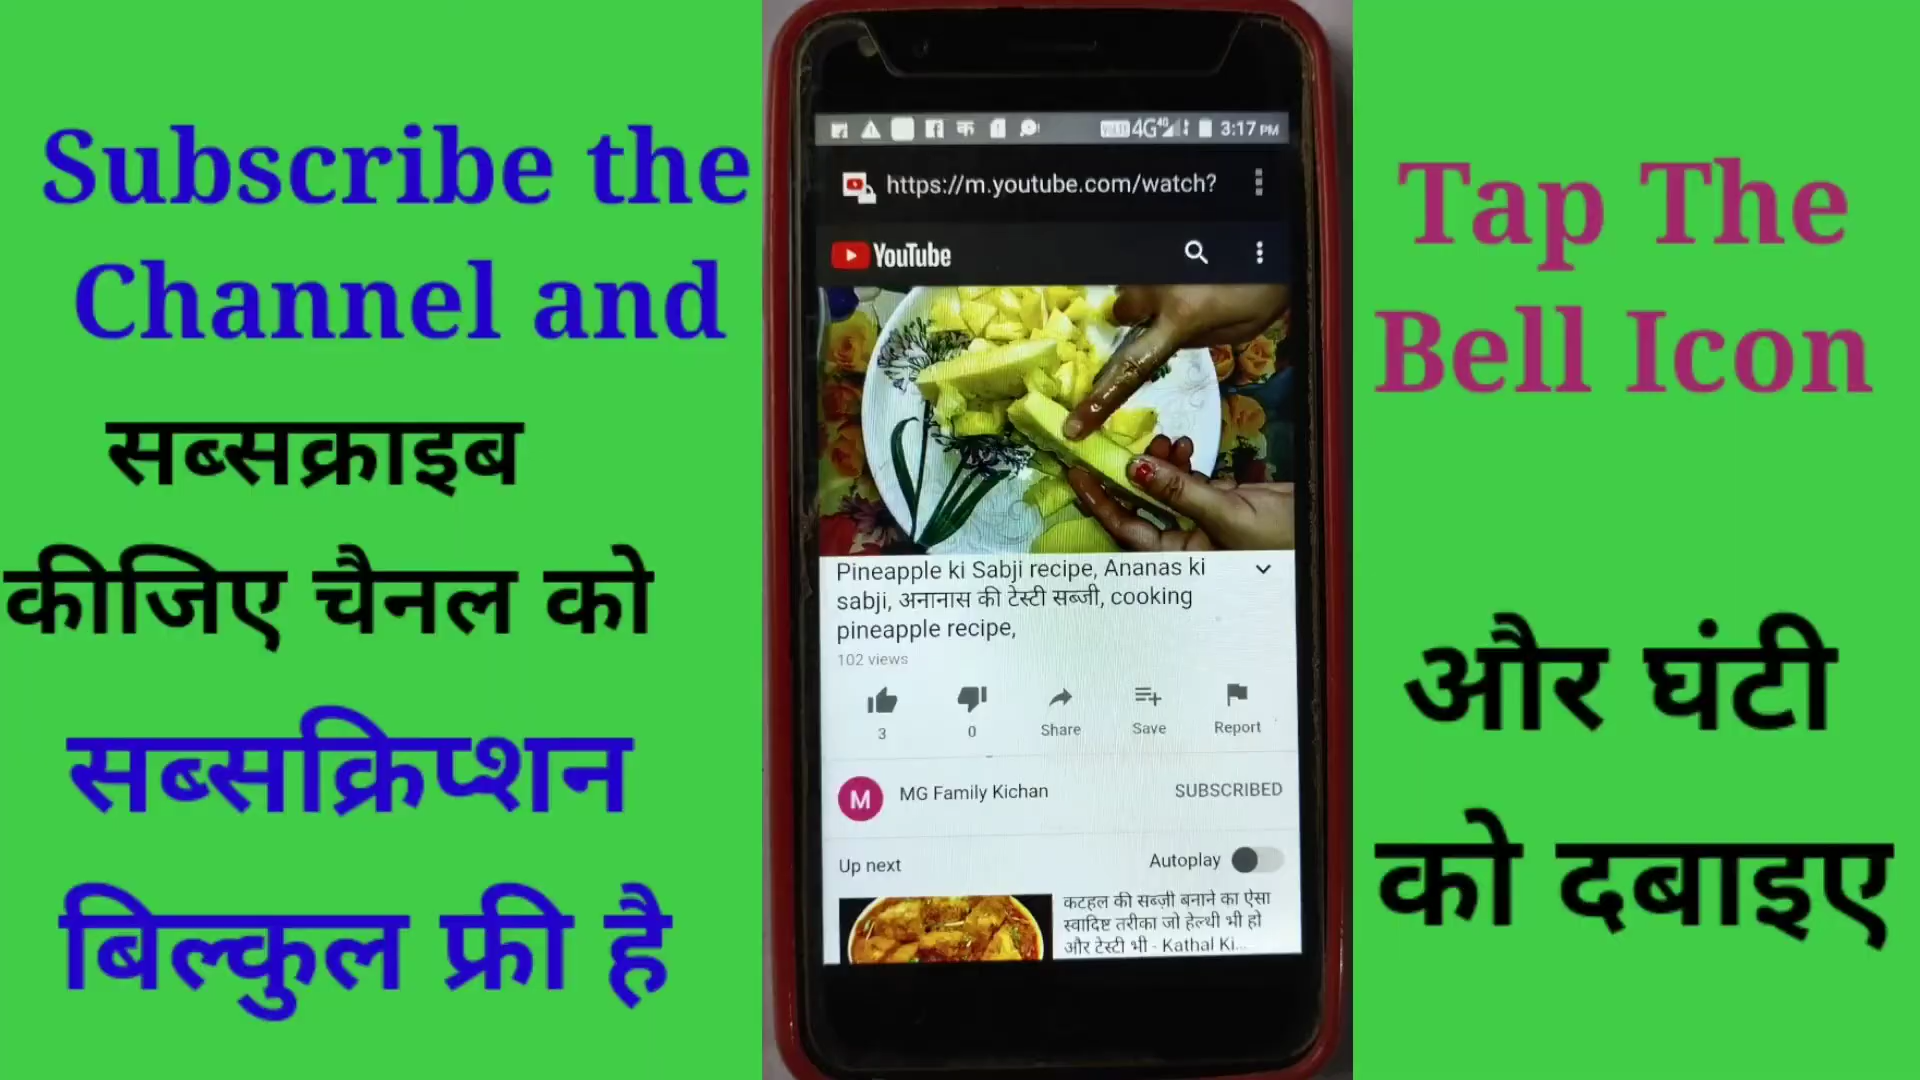 Subscribe the
Channel and
सब्सक्राइब
कीजिए चैनल को
सब्सक्रिप्शन
बिल्कुल फ्री है
3:17 PM
https://m.youtube.com/watch?
YouTube
Pineapple ki Sabji recipe, Ananas ki
sabji, अनानास की टेस्टी सब्जी, cooking
pineapple recipe,
102 views
3
0
Share
Save
Report
M
MG Family Kichan
SUBSCRIBED
Up next
Autoplay
कटहल की सब्ज़ी बनाने का ऐसा
स्वादिष्ट तरीका जो हेल्थी भी हो
और टेस्टी भी - Kathal Ki...
Tap The
Bell Icon
और घंटी
को दबाइए